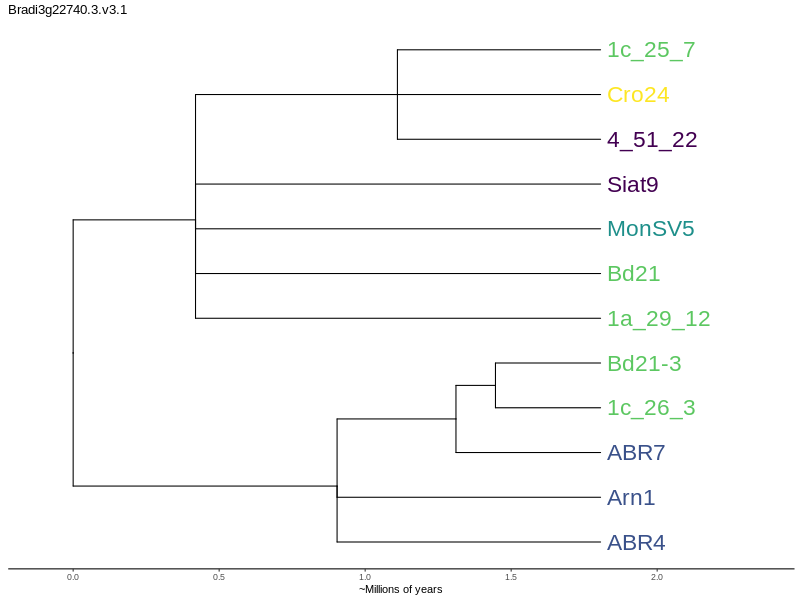 Bradi3g22740.3.v3.1
1c_25_7
Cro24
4_51_22
Siat9
MonSV5
Bd21
1a_29_12
Bd21-3
1c_26_3
ABR7
Arn1
ABR4
0.0 0.5 1.0 1.5 2.0
~Millions of years